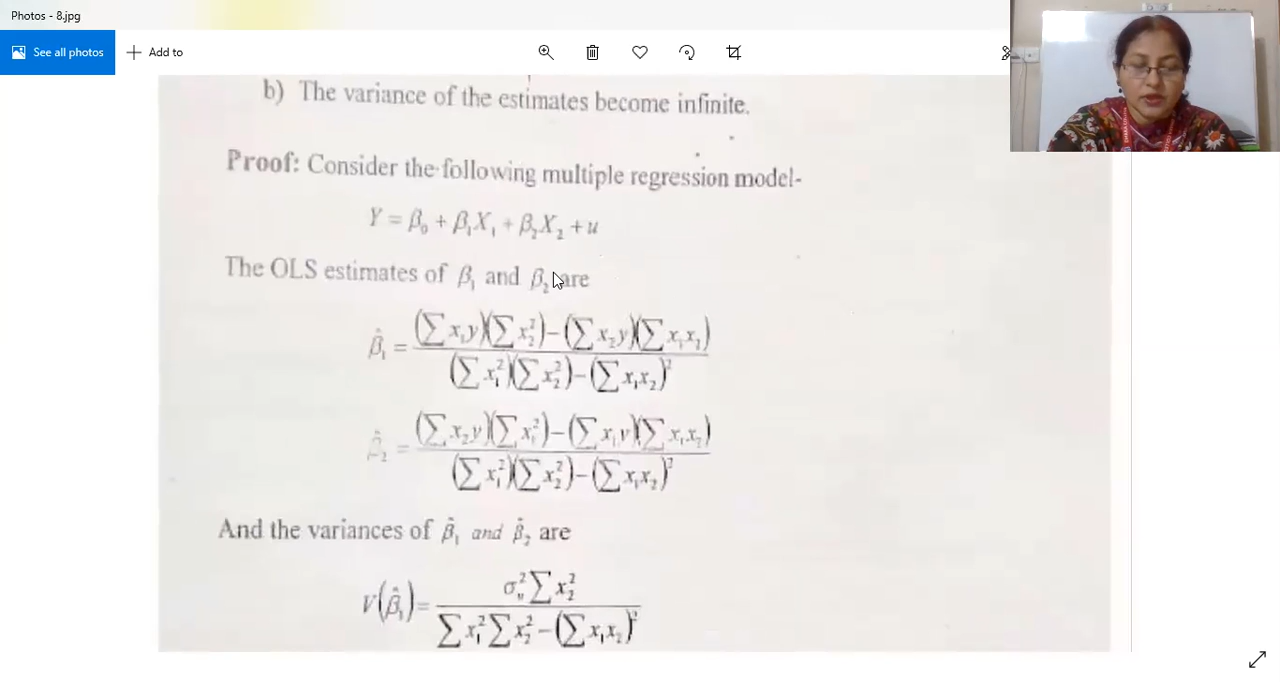 Photos - 8.jpg
See all photos
Add to
b) The variance of the estimates become infinite.
Proof: Consider the following multiple regression model-
Y = β₀ + β₁X₁ + β₂X₂ + u
The OLS estimates of β₁ and β₂ are
β̂₁ = (∑x₁y)(∑x₂²) − (∑x₂y)(∑x₁x₂) / (∑x₁²)(∑x₂²) − (∑x₁x₂)²
β̂₂ = (∑x₂y)(∑x₁²) − (∑x₁y)(∑x₁x₂) / (∑x₁²)(∑x₂²) − (∑x₁x₂)²
And the variances of β̂₁ and β̂₂ are
V(β̂₁) = σᵤ²∑x₂² / ∑x₁²∑x₂² − (∑x₁x₂)²